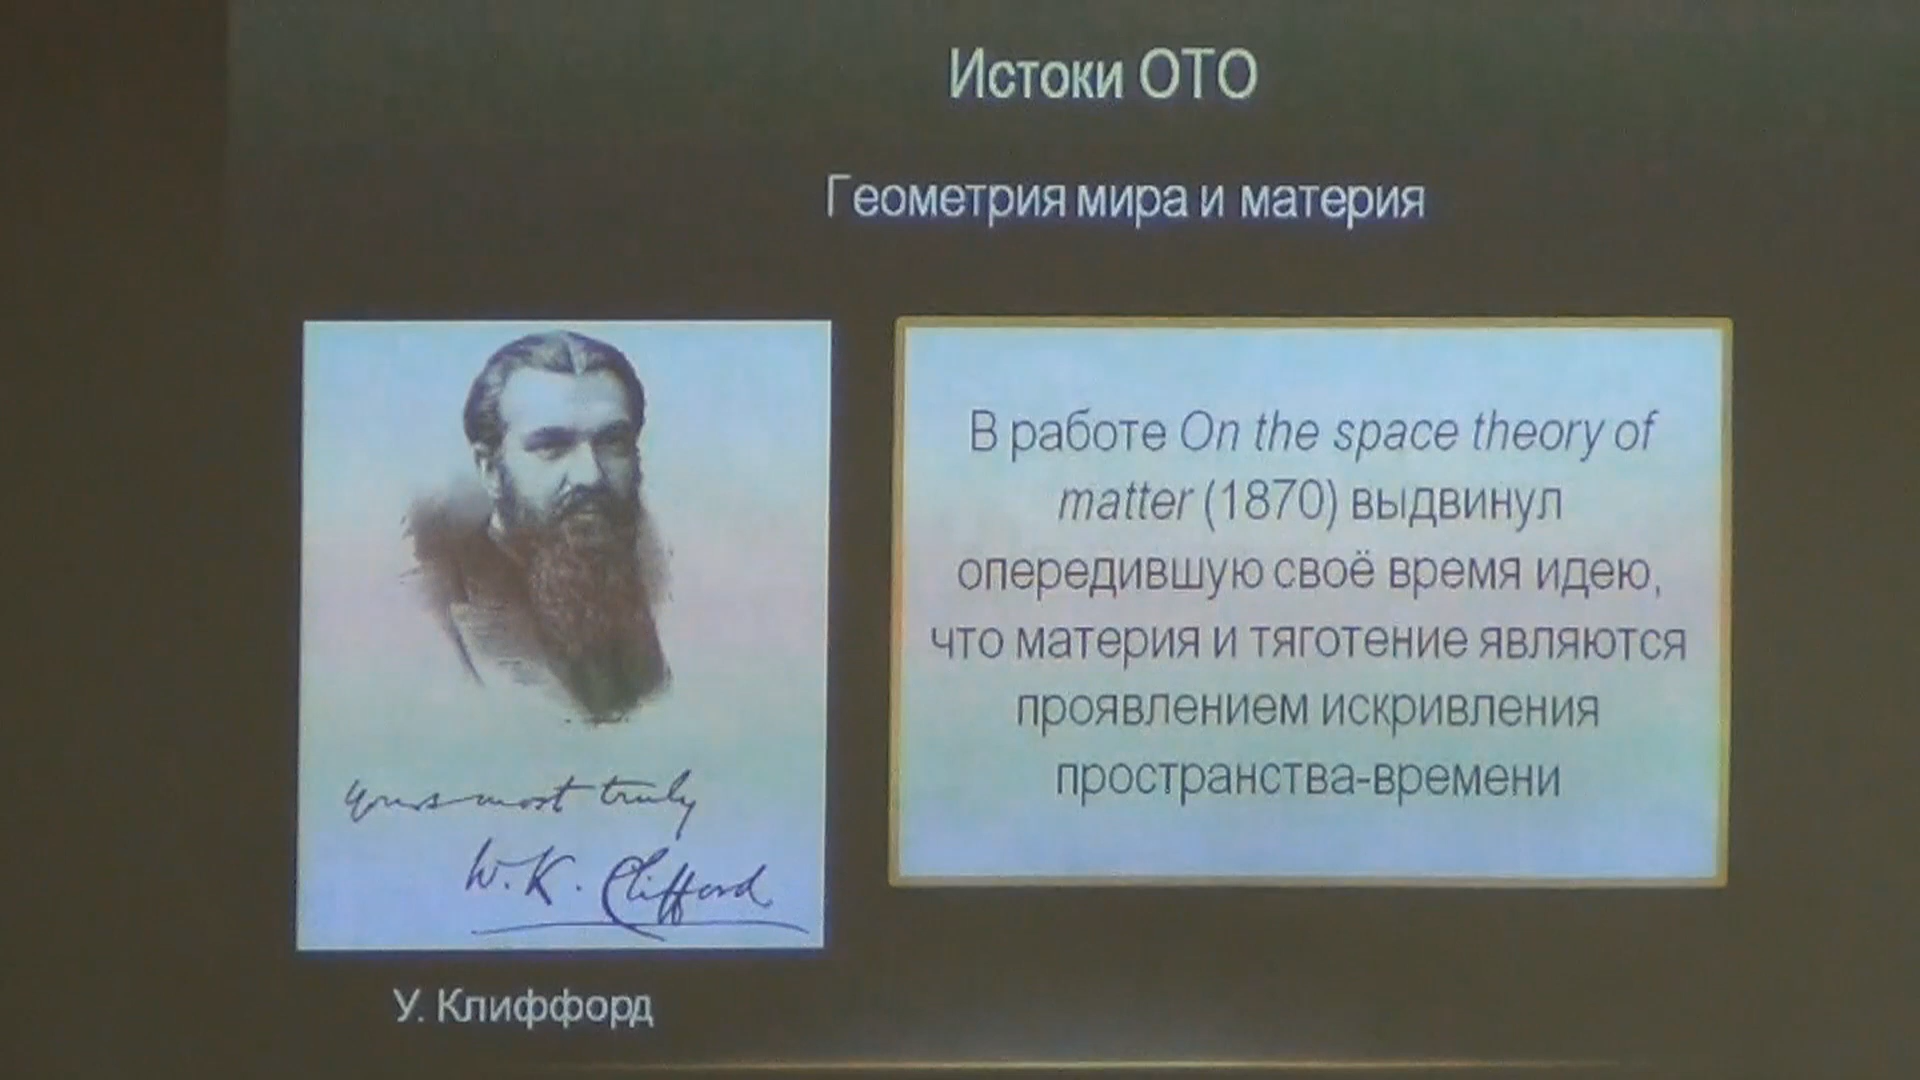 Истоки ОТО
Геометрия мира и материя
В работе On the space theory of
matter (1870) выдвинул
опередившую своё время идею,
что материя и тяготение являются
проявлением искривления
пространства-времени
yours most truly
W. K. Clifford
У. Клиффорд